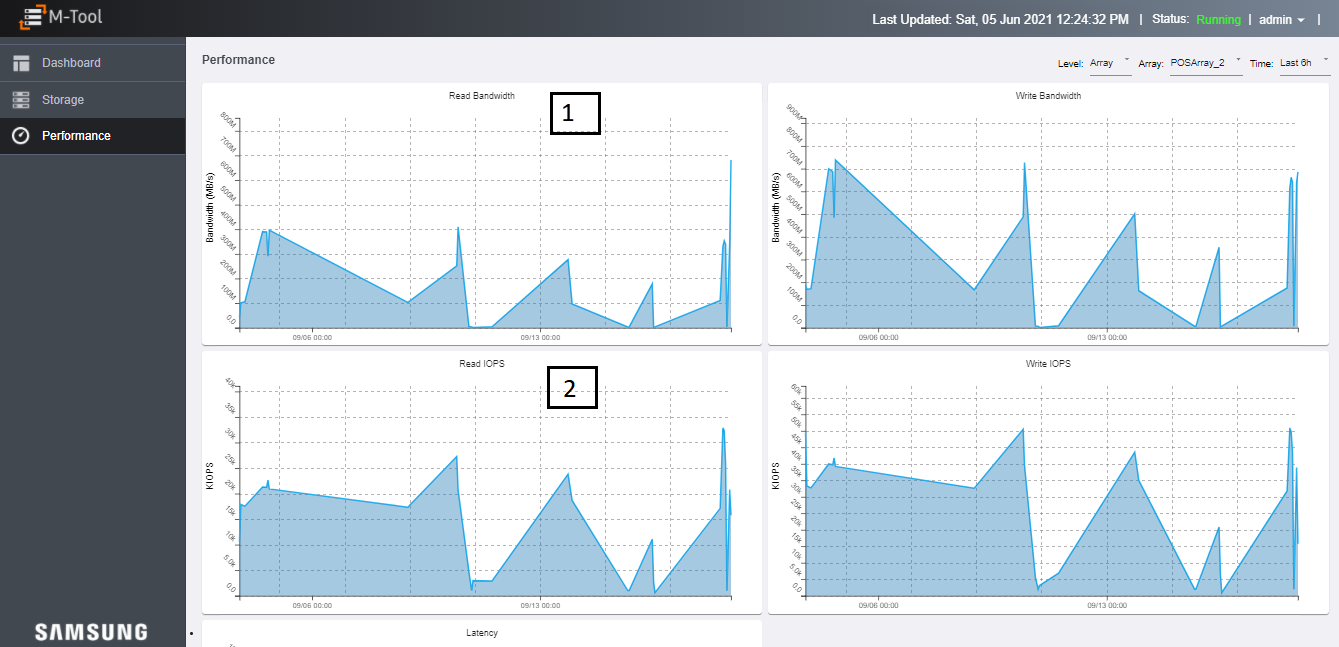 M-Tool
Last Updated: Sat, 05 Jun 2021 12:24:32 PM | Status: Running | admin |
Dashboard
Storage
Performance
SAMSUNG
Performance
Level: Array Array: POSArray_2 Time: Last 6h
Read Bandwidth
1
Bandwidth (MB/s)
800M
700M
600M
500M
400M
300M
200M
100M
0.0
09/06 00:00 09/13 00:00
Write Bandwidth
Bandwidth (MB/s)
900M
800M
700M
600M
500M
400M
300M
200M
100M
0.0
09/06 00:00 09/13 00:00
Read IOPS
2
KIOPS
40k
35k
30k
25k
20k
15k
10k
5.0k
0.0
09/06 00:00 09/13 00:00
Write IOPS
KIOPS
60k
55k
50k
45k
40k
35k
30k
25k
20k
15k
10k
5.0k
0.0
09/06 00:00 09/13 00:00
Latency